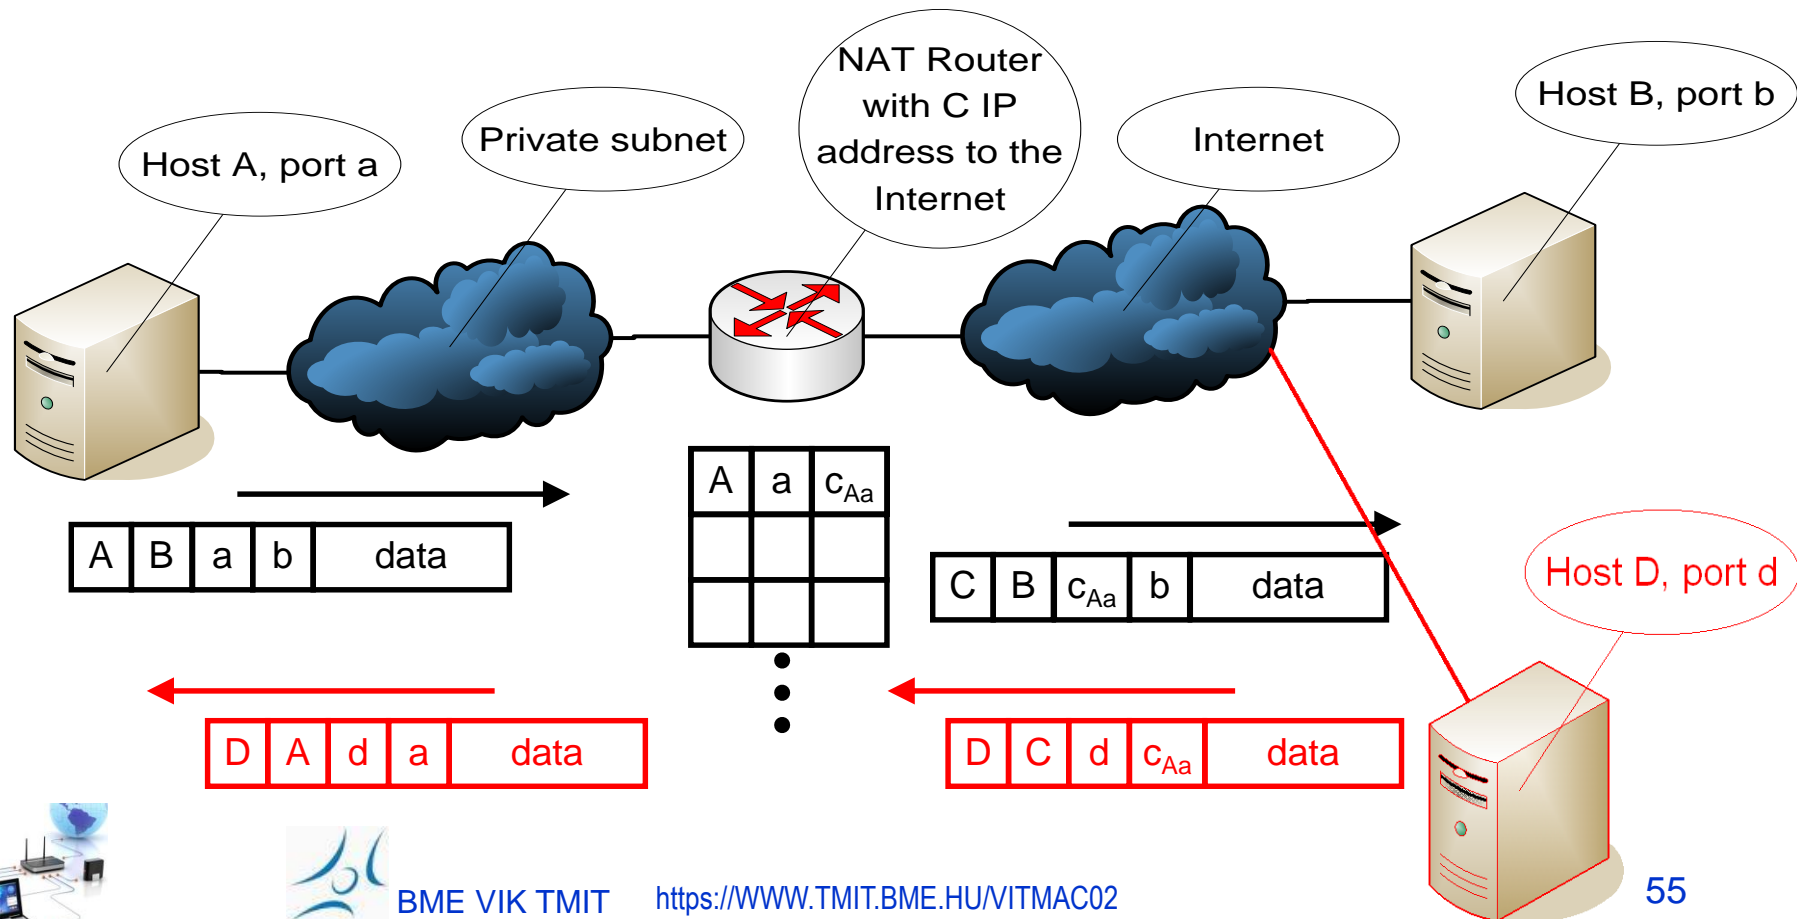 NAT Router
with C IP
address to the
Internet
Host B, port b
Private subnet
Internet
Host A, port a
A a cAa
A B a b data
C B cAa b data
Host D, port d
D A d a data
D C d cAa data
BME VIK TMIT https://WWW.TMIT.BME.HU/VITMAC02 55